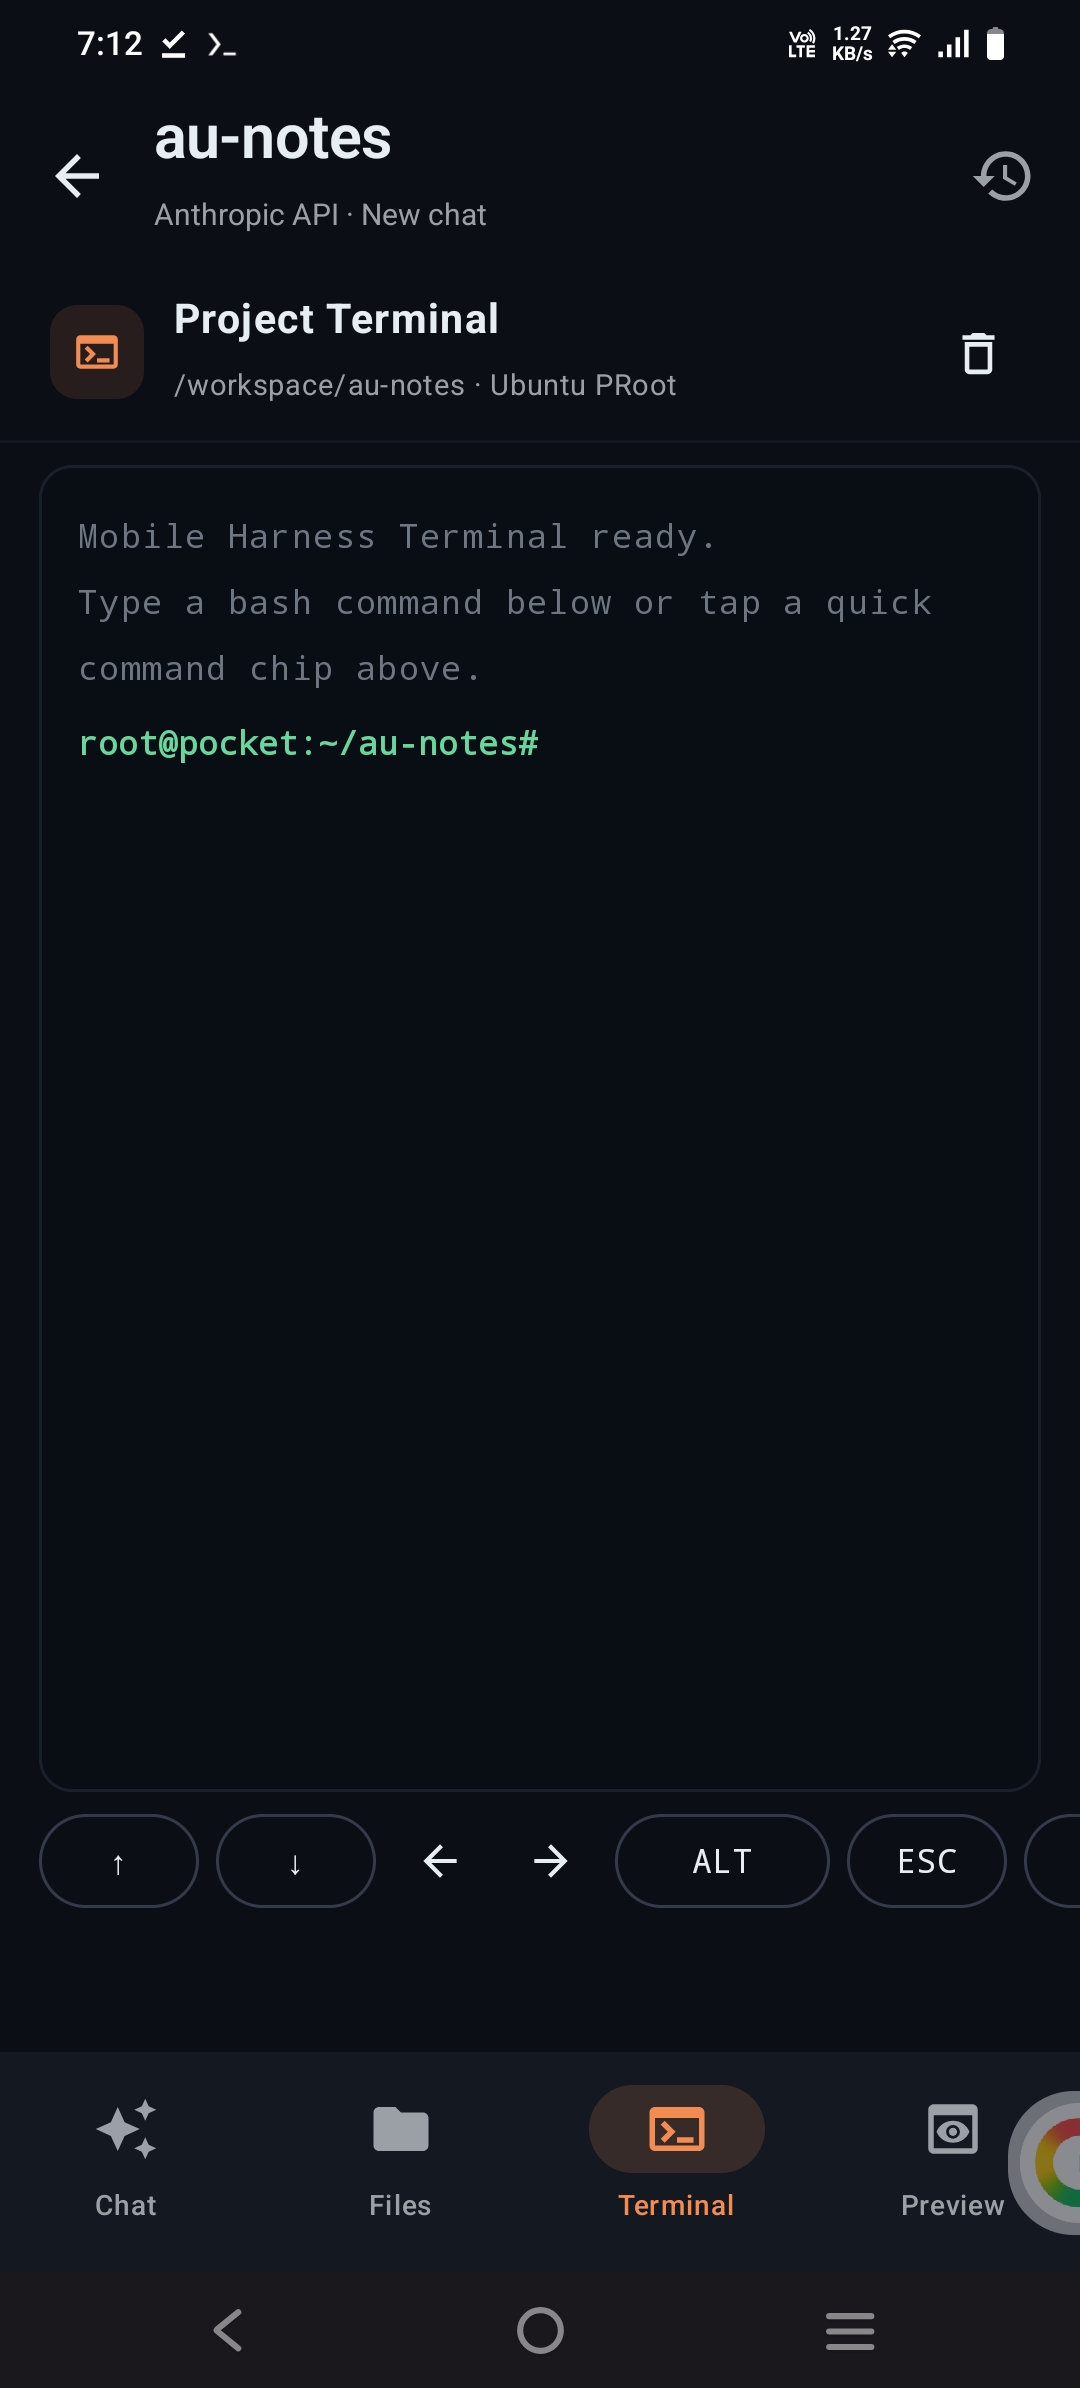 7:12
Vo)) LTE 1.27 KB/s
au-notes
Anthropic API · New chat
Project Terminal
/workspace/au-notes · Ubuntu PRoot
Mobile Harness Terminal ready.
Type a bash command below or tap a quick
command chip above.
root@pocket:~/au-notes#
↑ ↓ ← → ALT ESC
Chat Files Terminal Preview